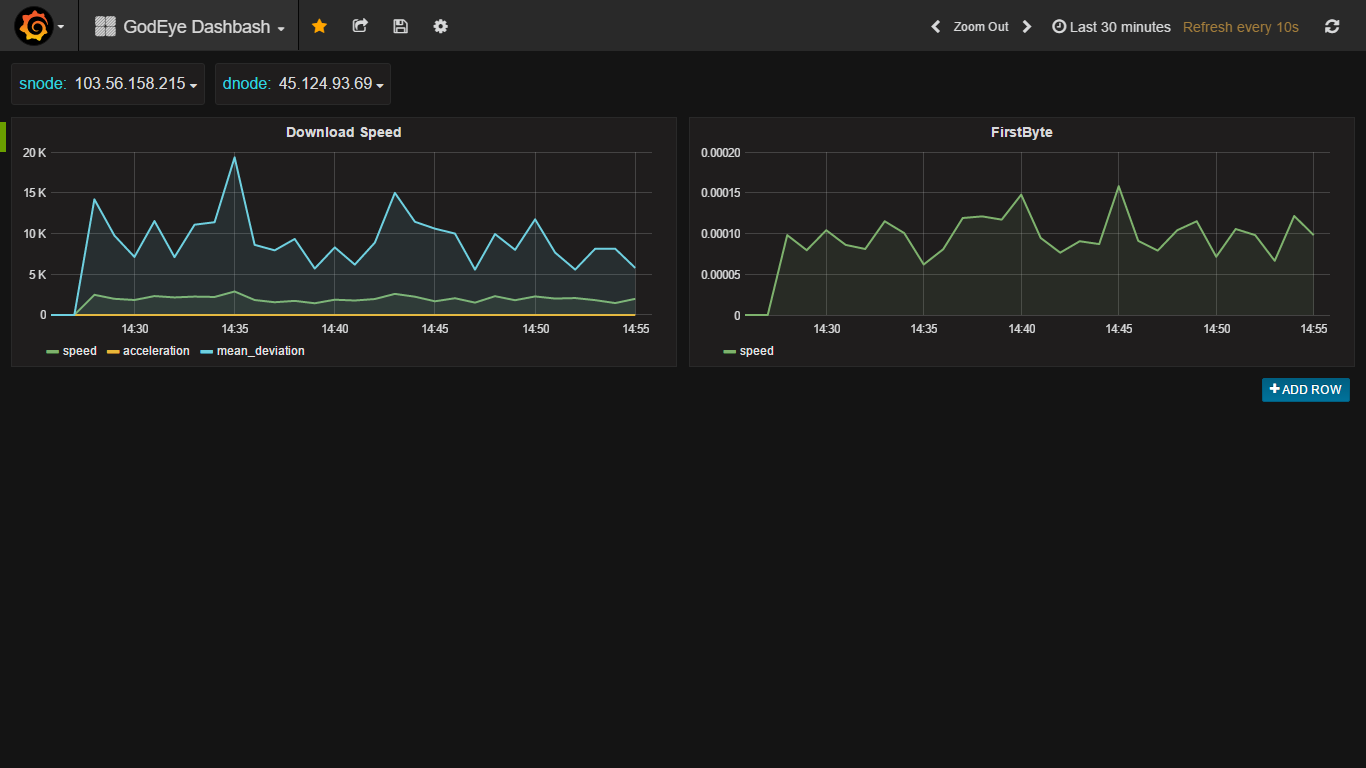 GodEye Dashbash Zoom Out Last 30 minutes Refresh every 10s
snode: 103.56.158.215 dnode: 45.124.93.69
Download Speed
20 K
15 K
10 K
5 K
0
14:30 14:35 14:40 14:45 14:50 14:55
speed acceleration mean_deviation
FirstByte
0.00020
0.00015
0.00010
0.00005
0
14:30 14:35 14:40 14:45 14:50 14:55
speed
ADD ROW